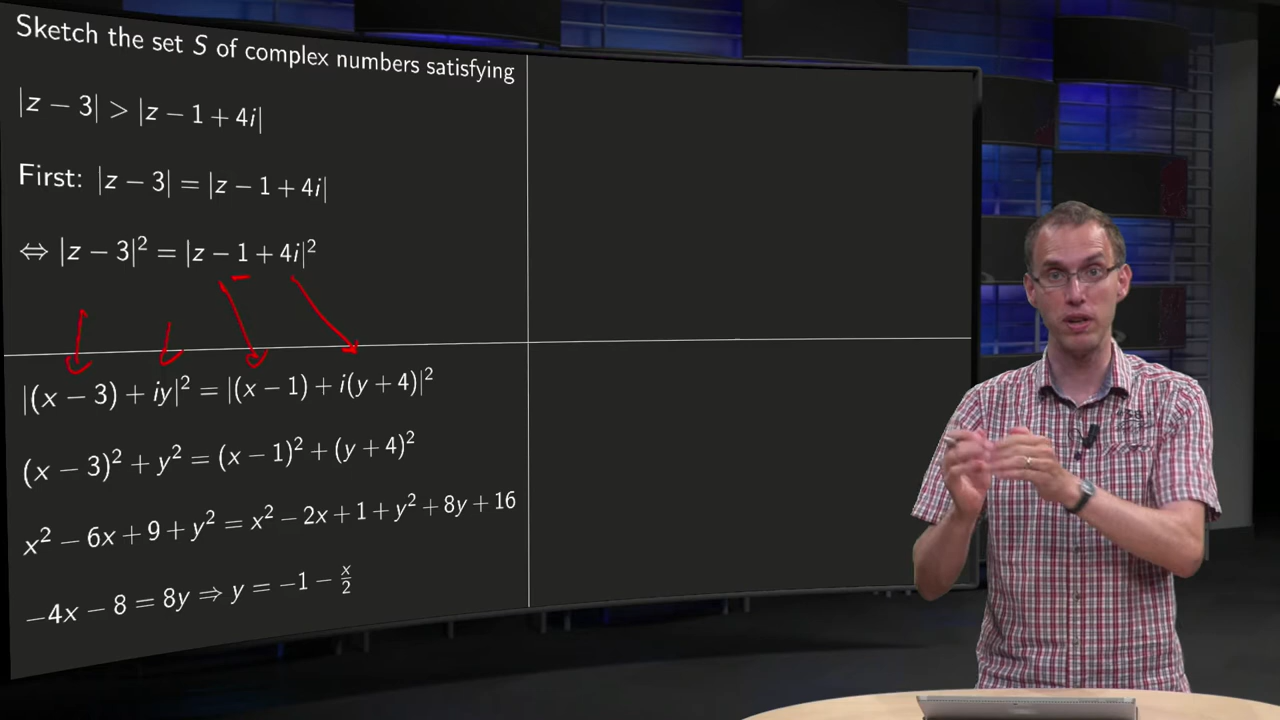 Sketch the set S of complex numbers satisfying
|z − 3| > |z − 1 + 4i|
First: |z − 3| = |z − 1 + 4i|
⇔ |z − 3|² = |z − 1 + 4i|²
|(x − 3) + iy|² = |(x − 1) + i(y + 4)|²
(x − 3)² + y² = (x − 1)² + (y + 4)²
x² − 6x + 9 + y² = x² − 2x + 1 + y² + 8y + 16
−4x − 8 = 8y ⇒ y = −1 − x/2